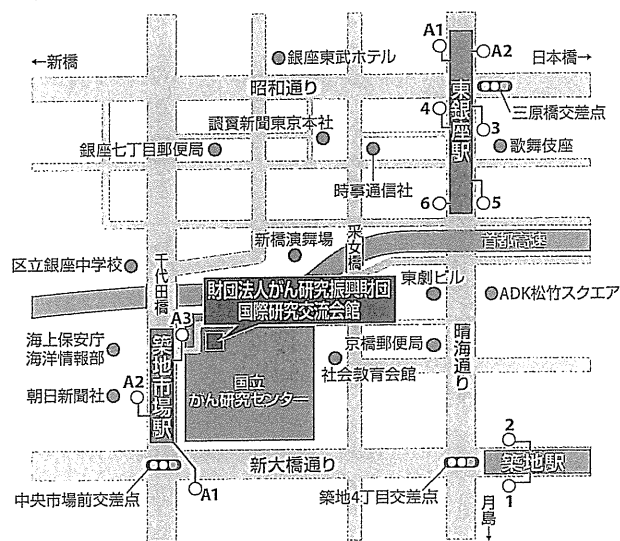 ←新橋
銀座東武ホテル
A1
A2
日本橋→
昭和通り
三原橋交差点
東銀座駅
4
3
読賣新聞東京本社
銀座七丁目郵便局
歌舞伎座
時事通信社
6
5
采女橋
新橋演舞場
首都高速
千代田橋
区立銀座中学校
財団法人がん研究振興財団
国際研究交流会館
東劇ビル
ADK松竹スクエア
A3
海上保安庁
海洋情報部
築地市場駅
京橋郵便局
晴海通り
社会教育会館
国立
がん研究センター
朝日新聞社
A2
2
新大橋通り
築地駅
中央市場前交差点
A1
築地4丁目交差点
1
月島→